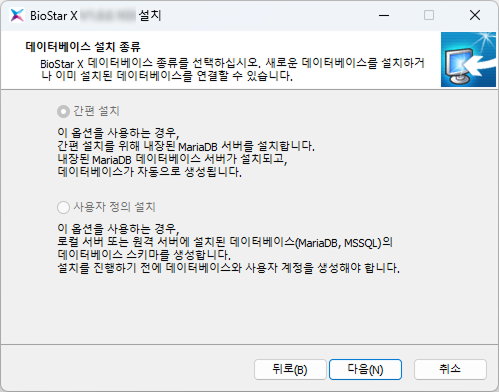 BioStar X 설치
데이터베이스 설치 종류
BioStar X 데이터베이스 종류를 선택하십시오. 새로운 데이터베이스를 설치하거
나 이미 설치된 데이터베이스를 연결할 수 있습니다.
간편 설치
이 옵션을 사용하는 경우,
간편 설치를 위해 내장된 MariaDB 서버를 설치합니다.
내장된 MariaDB 데이터베이스 서버가 설치되고,
데이터베이스가 자동으로 생성됩니다.
사용자 정의 설치
이 옵션을 사용하는 경우,
로컬 서버 또는 원격 서버에 설치된 데이터베이스(MariaDB, MSSQL)의
데이터베이스 스키마를 생성합니다.
설치를 진행하기 전에 데이터베이스와 사용자 계정을 생성해야 합니다.
뒤로(B)
다음(N)
취소